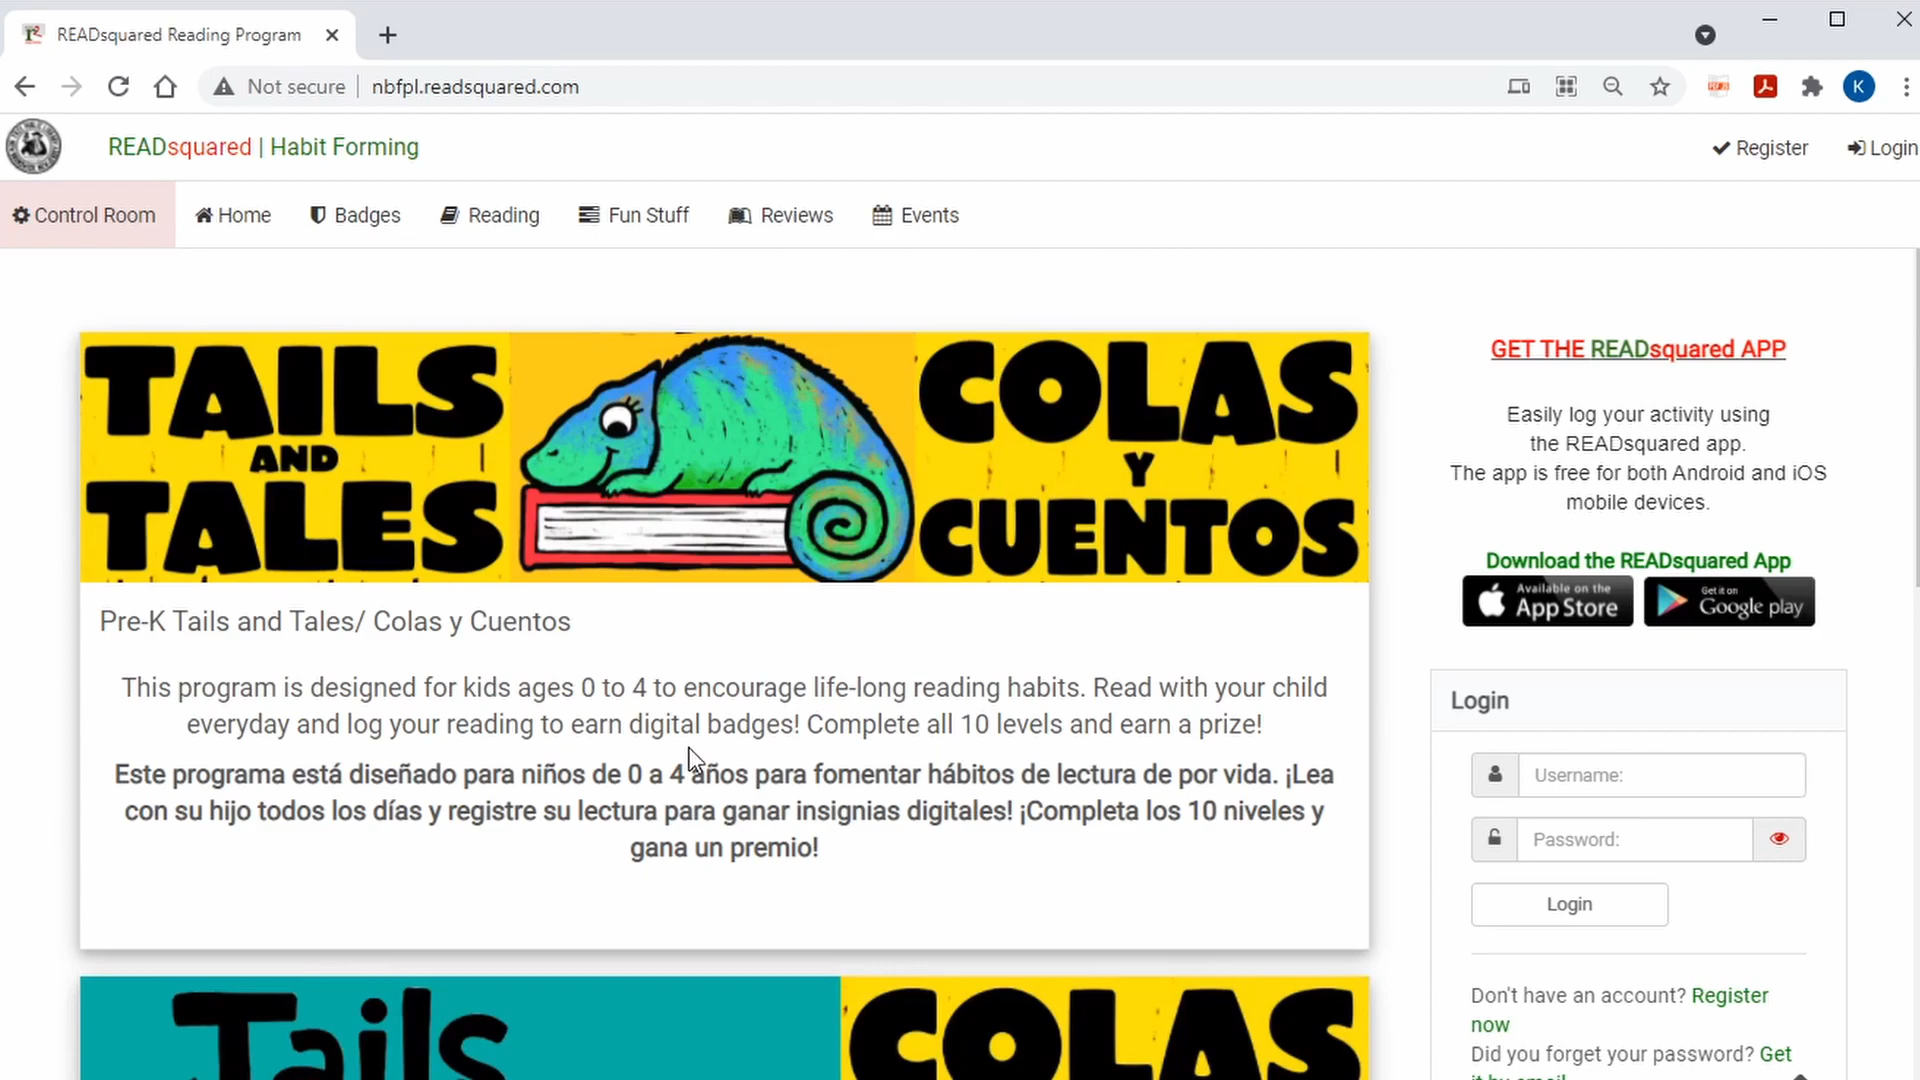 READsquared Reading Program
Not secure
nbfpl.readsquared.com
K
READsquared | Habit Forming
Register
Login
Control Room
Home
Badges
Reading
Fun Stuff
Reviews
Events
TAILS
AND
TALES
COLAS
Y
CUENTOS
Pre-K Tails and Tales/ Colas y Cuentos
This program is designed for kids ages 0 to 4 to encourage life-long reading habits. Read with your child
everyday and log your reading to earn digital badges! Complete all 10 levels and earn a prize!
Este programa está diseñado para niños de 0 a 4 años para fomentar hábitos de lectura de por vida. ¡Lea
con su hijo todos los días y registre su lectura para ganar insignias digitales! ¡Completa los 10 niveles y
gana un premio!
Tails
COLAS
GET THE READsquared APP
Easily log your activity using
the READsquared app.
The app is free for both Android and iOS
mobile devices.
Download the READsquared App
Available on the
App Store
Get it on
Google play
Login
Username:
Password:
Login
Don't have an account? Register
now
Did you forget your password? Get
it by email